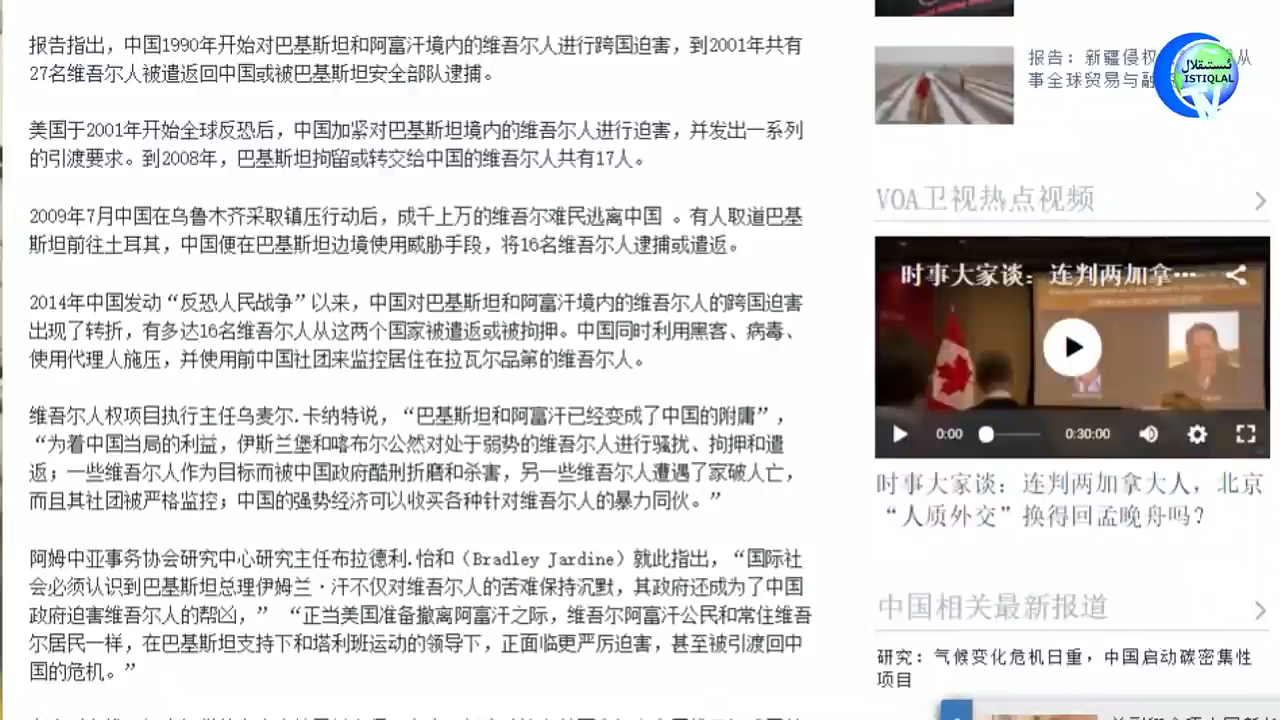 报告指出，中国1990年开始对巴基斯坦和阿富汗境内的维吾尔人进行跨国迫害，到2001年共有
27名维吾尔人被遣返回中国或被巴基斯坦安全部队逮捕。
美国于2001年开始全球反恐后，中国加紧对巴基斯坦境内的维吾尔人进行迫害，并发出一系列
的引渡要求。到2008年，巴基斯坦拘留或转交给中国的维吾尔人共有17人。
2009年7月中国在乌鲁木齐采取镇压行动后，成千上万的维吾尔难民逃离中国 。有人取道巴基
斯坦前往土耳其，中国便在巴基斯坦边境使用威胁手段，将16名维吾尔人逮捕或遣返。
2014年中国发动“反恐人民战争”以来，中国对巴基斯坦和阿富汗境内的维吾尔人的跨国迫害
出现了转折，有多达16名维吾尔人从这两个国家被遣返或被拘押。中国同时利用黑客、病毒、
使用代理人施压，并使用前中国社团来监控居住在拉瓦尔品第的维吾尔人。
维吾尔人权项目执行主任乌麦尔.卡纳特说，“巴基斯坦和阿富汗已经变成了中国的附庸”，
“为着中国当局的利益，伊斯兰堡和喀布尔公然对处于弱势的维吾尔人进行骚扰、拘押和遣
返；一些维吾尔人作为目标而被中国政府酷刑折磨和杀害，另一些维吾尔人遭遇了家破人亡，
而且其社团被严格监控；中国的强势经济可以收买各种针对维吾尔人的暴力同伙。”
阿姆中亚事务协会研究中心研究主任布拉德利.怡和（Bradley Jardine）就此指出，“国际社
会必须认识到巴基斯坦总理伊姆兰·汗不仅对维吾尔人的苦难保持沉默，其政府还成为了中国
政府迫害维吾尔人的帮凶，” “正当美国准备撤离阿富汗之际，维吾尔阿富汗公民和常住维吾
尔居民一样，在巴基斯坦支持下和塔利班运动的领导下，正面临更严厉迫害，甚至被引渡回中
国的危机。”
报告：新疆侵权 从
事全球贸易与融
ئىستىقلال
ISTIQLAL
VOA卫视热点视频
时事大家谈：连判两加拿...
0:00
0:30:00
时事大家谈：连判两加拿大人，北京
“人质外交”换得回孟晚舟吗？
中国相关最新报道
研究：气候变化危机日重，中国启动碳密集性
项目